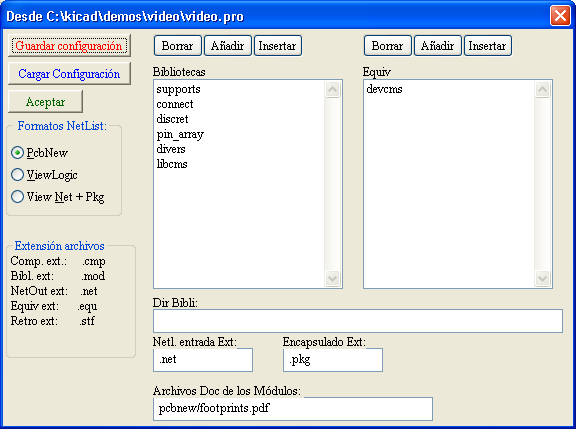 Desde C:\kicad\demos\video\video.pro
Guardar configuración
Cargar Configuración
Aceptar
Formatos NetList:
PcbNew
ViewLogic
View Net + Pkg
Extensión archivos
Comp. ext.: .cmp
Bibl. ext: .mod
NetOut ext: .net
Equiv ext: .equ
Retro ext: .stf
Borrar Añadir Insertar
Bibliotecas
supports
connect
discret
pin_array
divers
libcms
Borrar Añadir Insertar
Equiv
devcms
Dir Bibli:
Netl. entrada Ext: Encapsulado Ext:
.net .pkg
Archivos Doc de los Módulos:
pcbnew/footprints.pdf